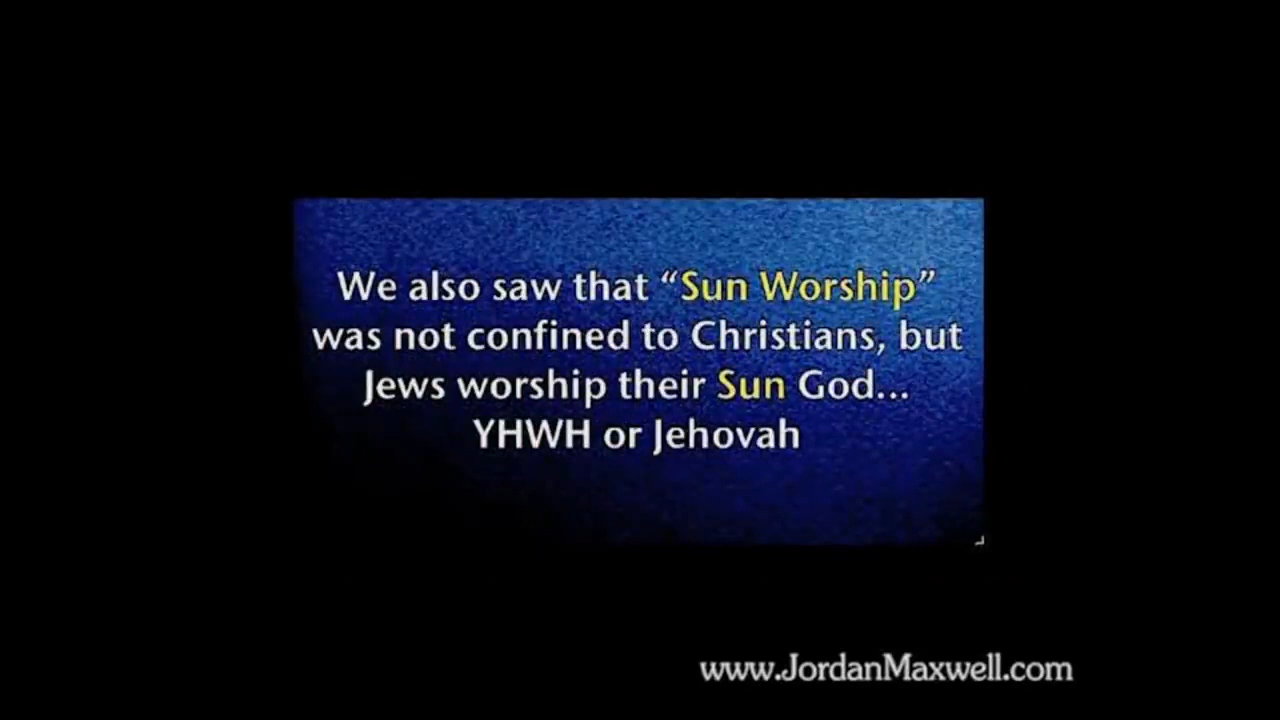 We also saw that “Sun Worship”
was not confined to Christians, but
Jews worship their Sun God...
YHWH or Jehovah
www.JordanMaxwell.com